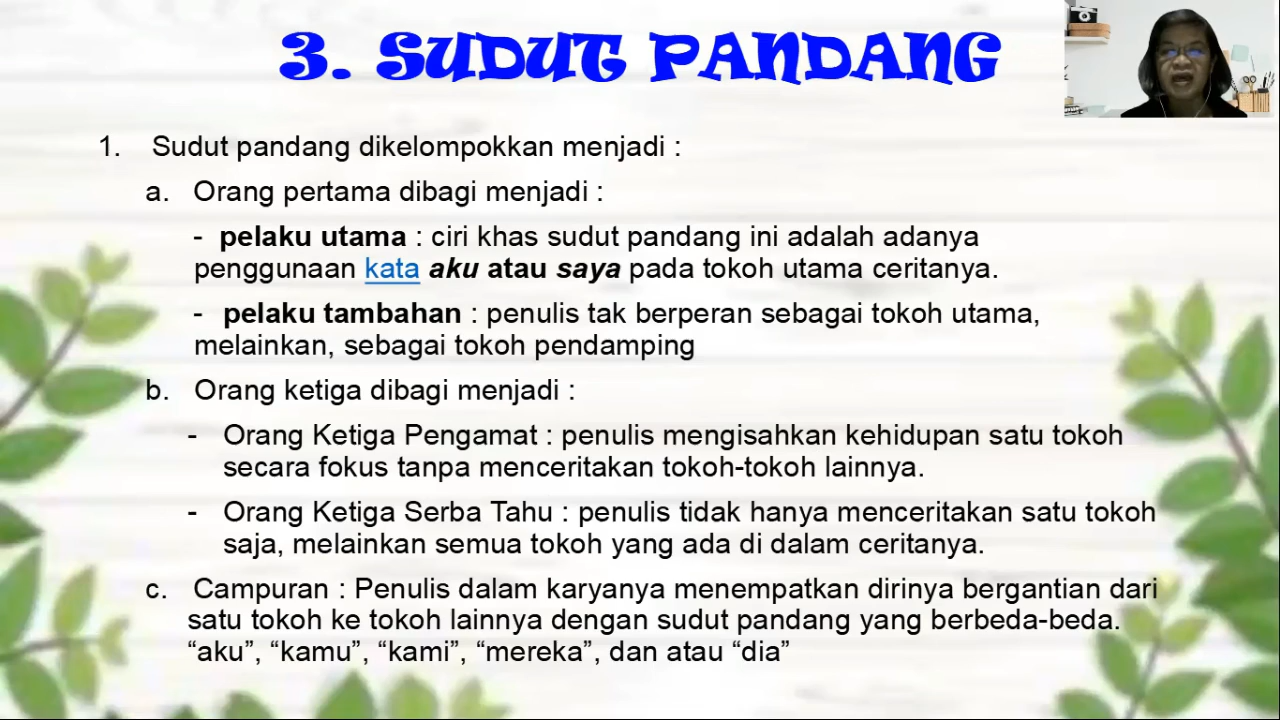 3. SUDUT PANDANG
1. Sudut pandang dikelompokkan menjadi :
a. Orang pertama dibagi menjadi :
- pelaku utama : ciri khas sudut pandang ini adalah adanya
penggunaan kata aku atau saya pada tokoh utama ceritanya.
- pelaku tambahan : penulis tak berperan sebagai tokoh utama,
melainkan, sebagai tokoh pendamping
b. Orang ketiga dibagi menjadi :
- Orang Ketiga Pengamat : penulis mengisahkan kehidupan satu tokoh
secara fokus tanpa menceritakan tokoh-tokoh lainnya.
- Orang Ketiga Serba Tahu : penulis tidak hanya menceritakan satu tokoh
saja, melainkan semua tokoh yang ada di dalam ceritanya.
c. Campuran : Penulis dalam karyanya menempatkan dirinya bergantian dari
satu tokoh ke tokoh lainnya dengan sudut pandang yang berbeda-beda.
“aku”, “kamu”, “kami”, “mereka”, dan atau “dia”